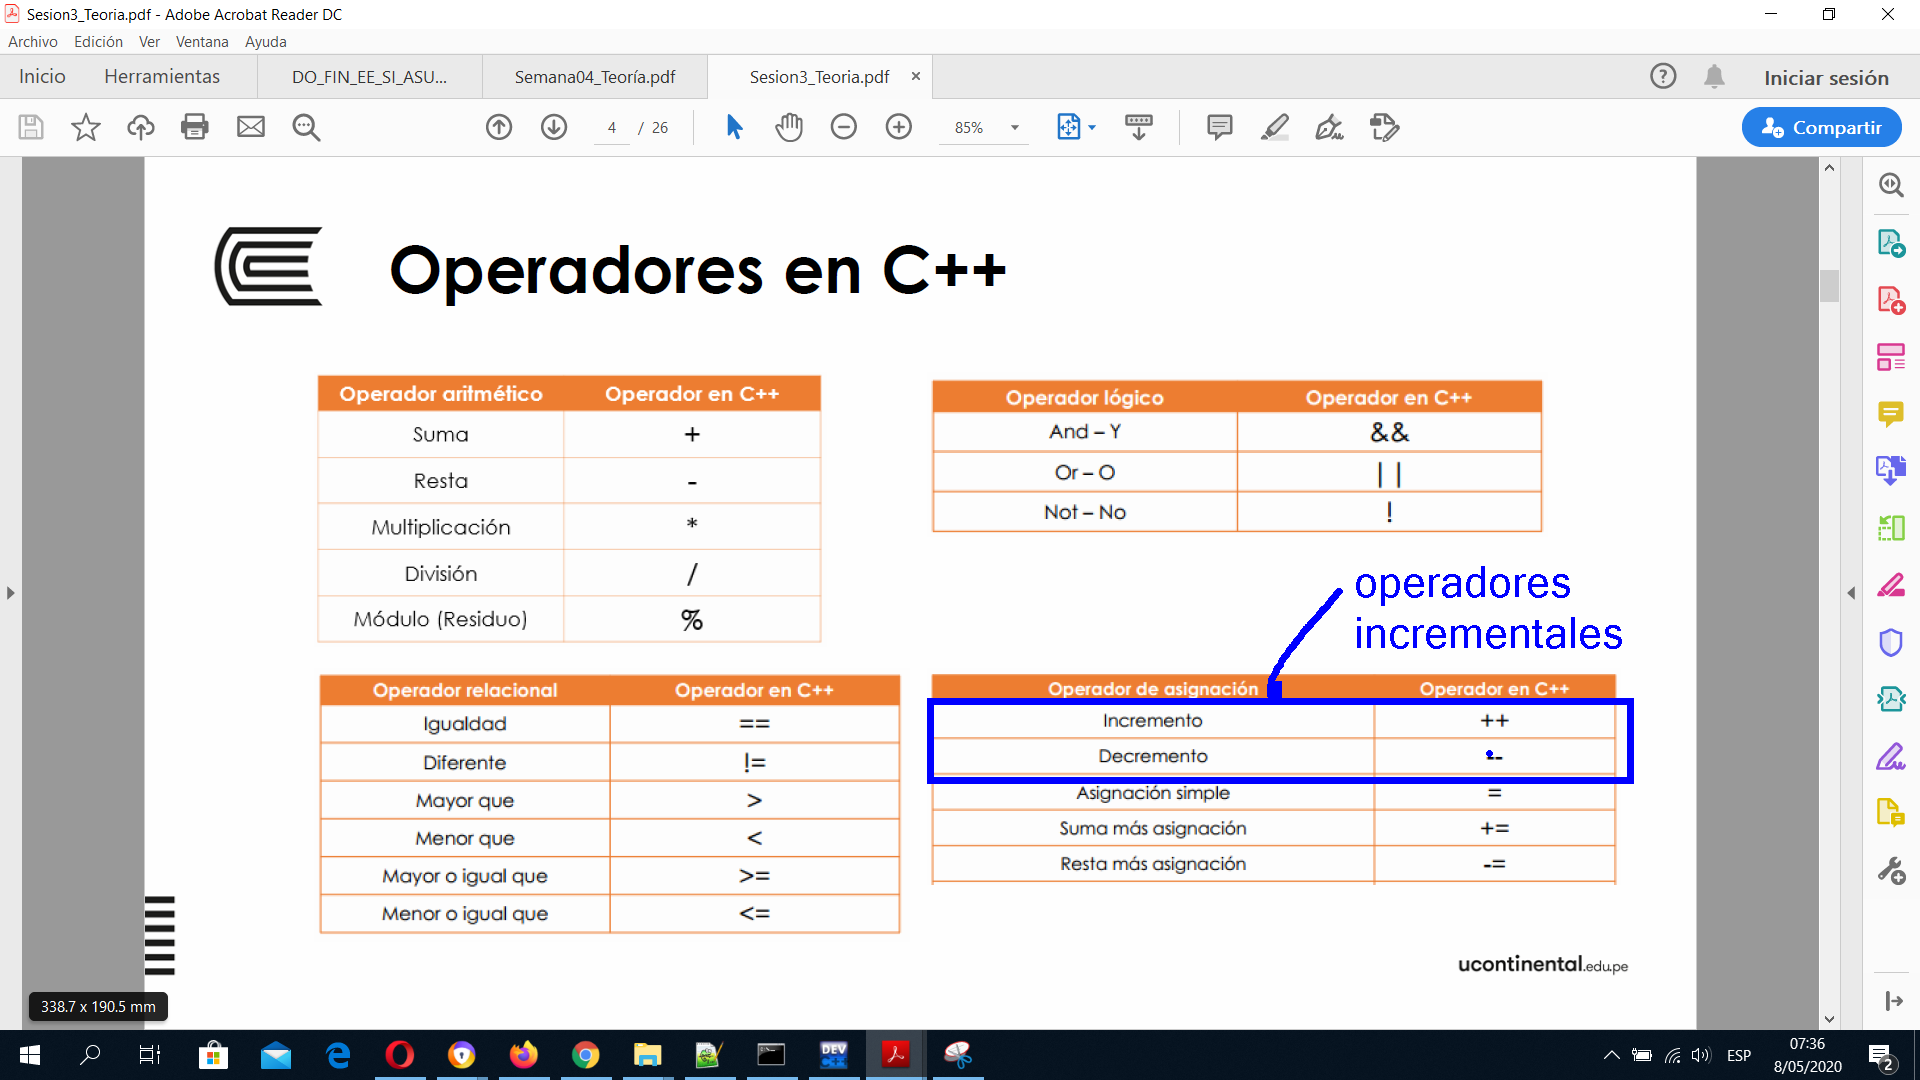 Sesion3_Teoria.pdf - Adobe Acrobat Reader DC
Archivo Edición Ver Ventana Ayuda
Inicio Herramientas DO_FIN_EE_SI_ASU... Semana04_Teoría.pdf Sesion3_Teoria.pdf × Iniciar sesión
4 / 26 85% Compartir
Operadores en C++
Operador aritmético Operador en C++
Suma +
Resta -
Multiplicación *
División /
Módulo (Residuo) %
Operador lógico Operador en C++
And – Y &&
Or – O ||
Not – No !
operadores
incrementales
Operador relacional Operador en C++
Igualdad ==
Diferente !=
Mayor que >
Menor que <
Mayor o igual que >=
Menor o igual que <=
Operador de asignación Operador en C++
Incremento ++
Decremento --
Asignación simple =
Suma más asignación +=
Resta más asignación -=
ucontinental.edu.pe
338.7 x 190.5 mm
DEV C++
ESP
07:36
8/05/2020
2